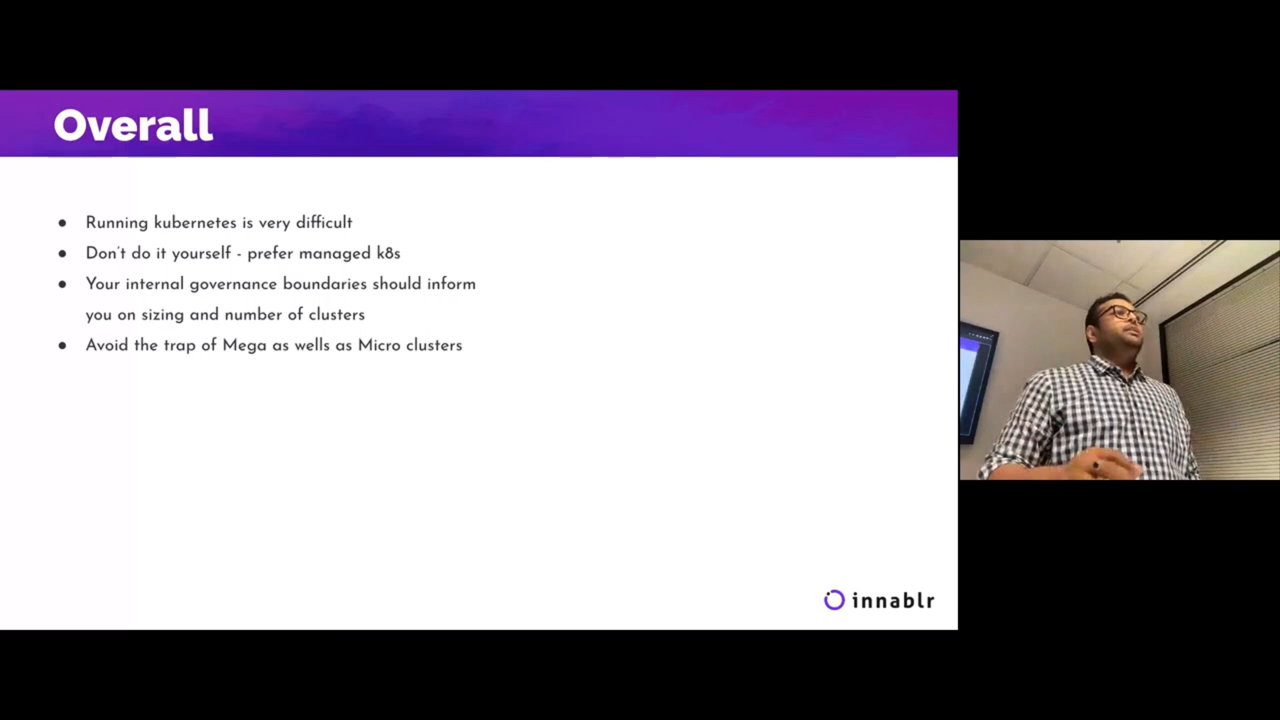 Overall
● Running kubernetes is very difficult
● Don't do it yourself - prefer managed k8s
● Your internal governance boundaries should inform
you on sizing and number of clusters
● Avoid the trap of Mega as wells as Micro clusters
innablr